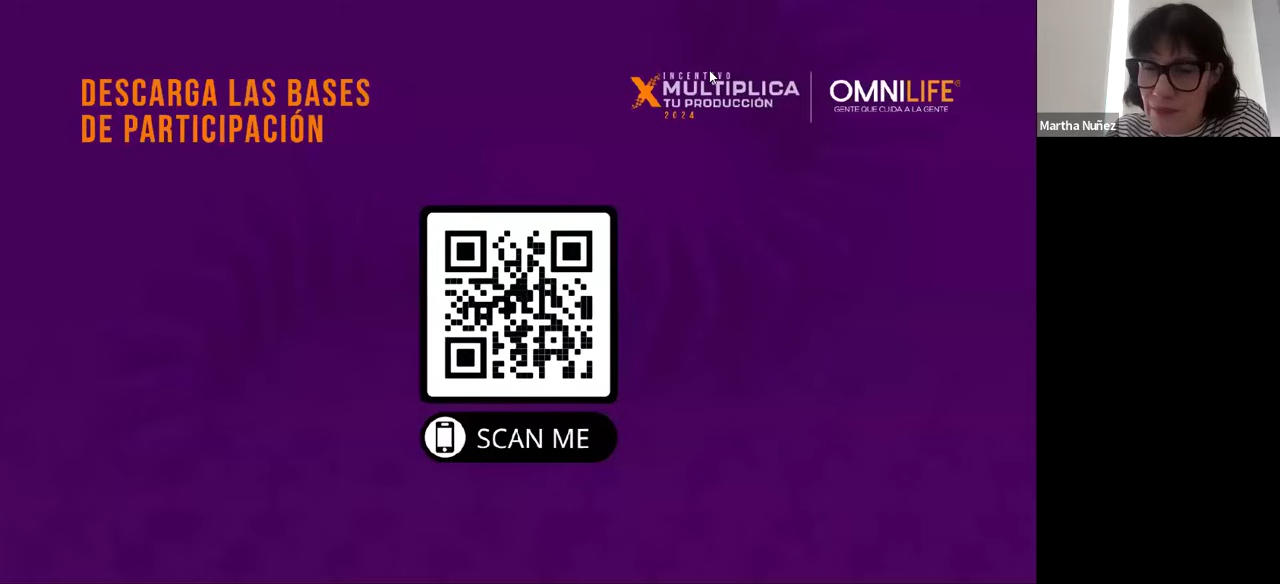 DESCARGA LAS BASES
DE PARTICIPACIÓN
INCENTIVO
MULTIPLICA
TU PRODUCCIÓN
2024
OMNILIFE
GENTE QUE CUIDA A LA GENTE
Martha Nuñez
SCAN ME